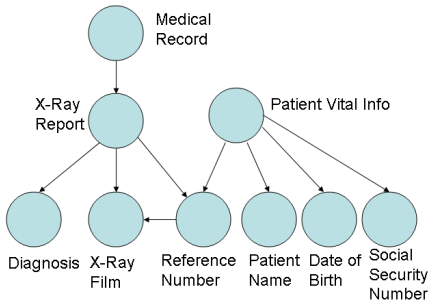 Medical
Record
X-Ray
Report
Patient Vital Info
Diagnosis
X-Ray
Film
Reference
Number
Patient
Name
Date of
Birth
Social
Security
Number